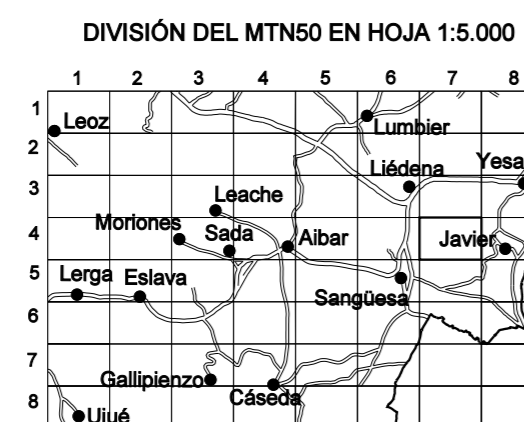 DIVISIÓN DEL MTN50 EN HOJA 1:5.000
1 2 3 4 5 6 7 8
1
Leoz
Lumbier
2
Liédena
Yesa
3
Leache
Moriones
Sada
4
Aibar
Javier
5
Lerga
Eslava
Sangüesa
6
7
Gallipienzo
Cáseda
8
Ujué